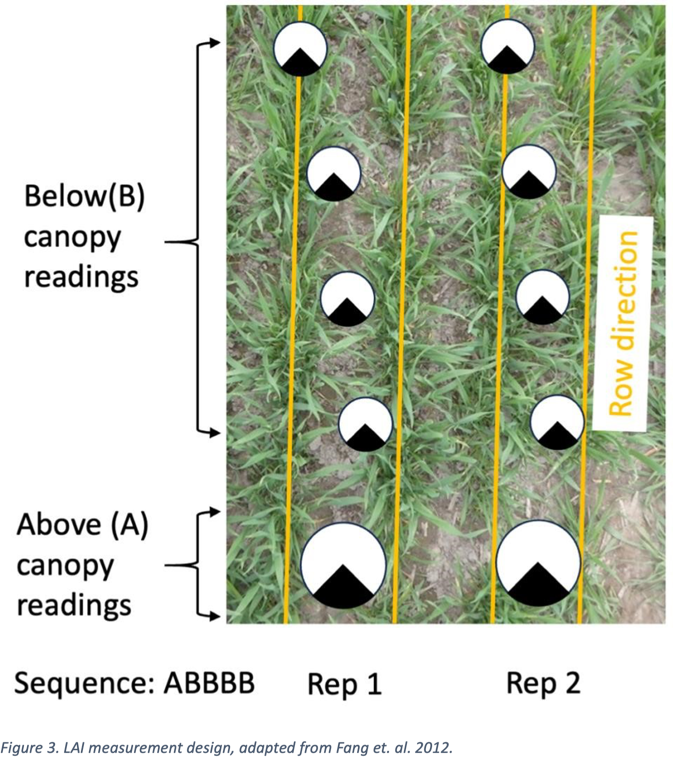 Below(B)
canopy
readings
Row direction
Above (A)
canopy
readings
Sequence: ABBBB
Rep 1
Rep 2
Figure 3. LAI measurement design, adapted from Fang et. al. 2012.